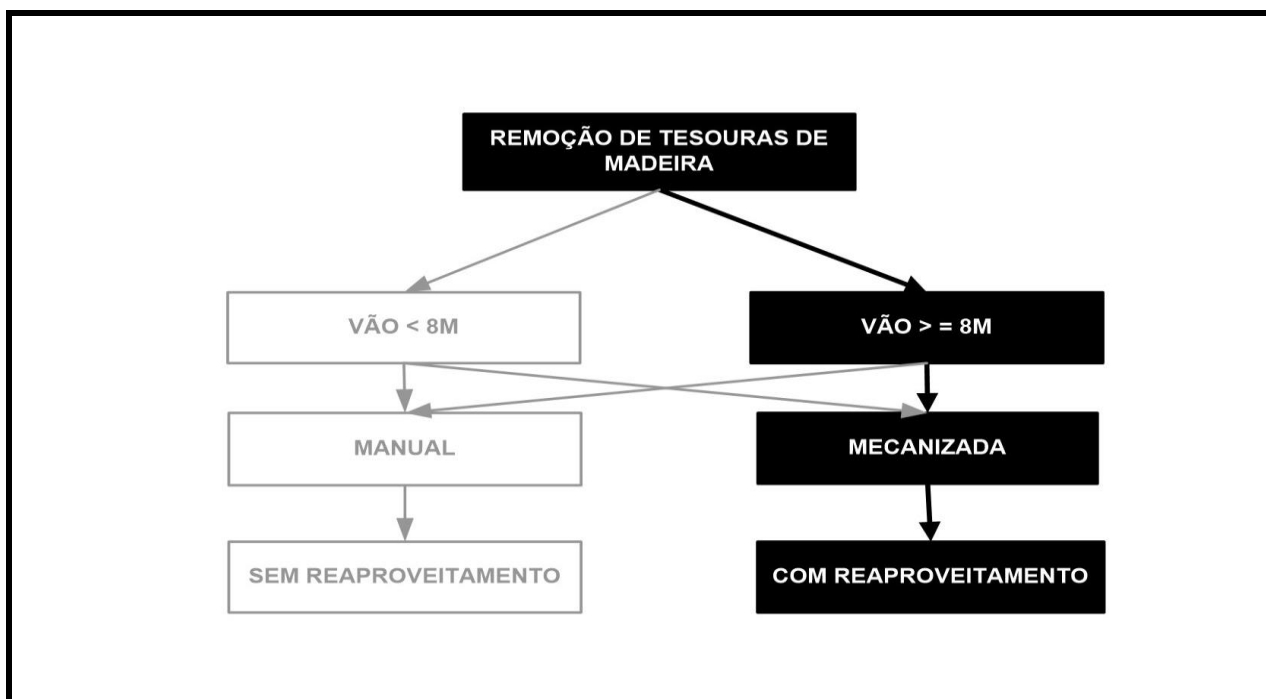 REMOÇÃO DE TESOURAS DE
MADEIRA
VÃO < 8M
VÃO > = 8M
MANUAL
MECANIZADA
SEM REAPROVEITAMENTO
COM REAPROVEITAMENTO